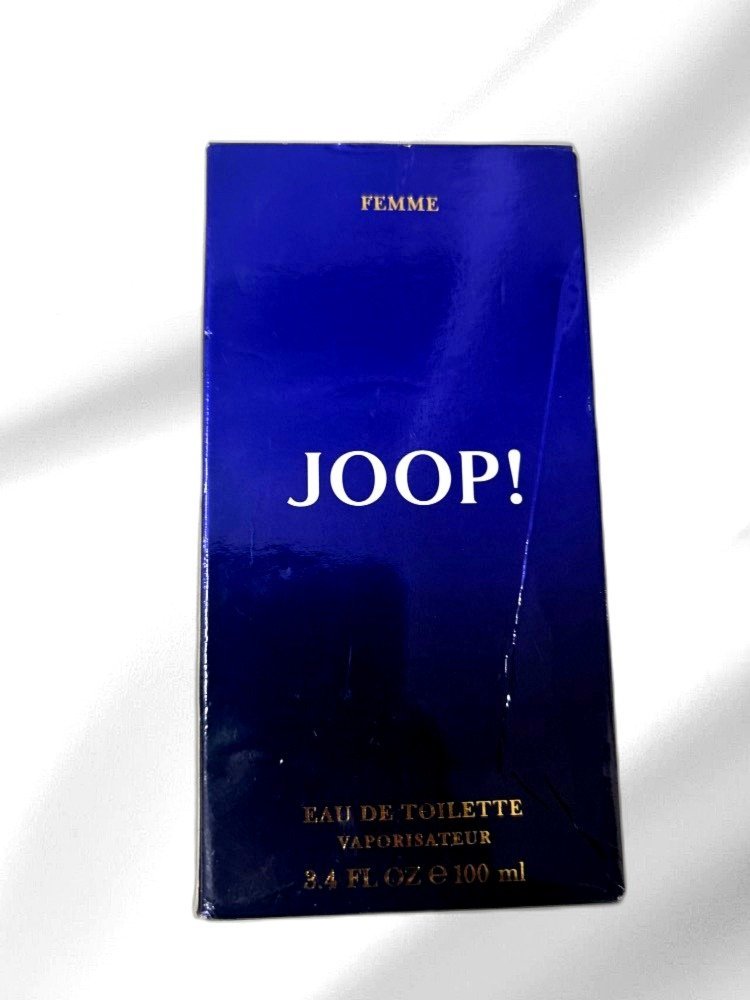 FEMME
JOOP!
EAU DE TOILETTE
VAPORISATEUR
3.4 FL OZ ℮ 100 ml